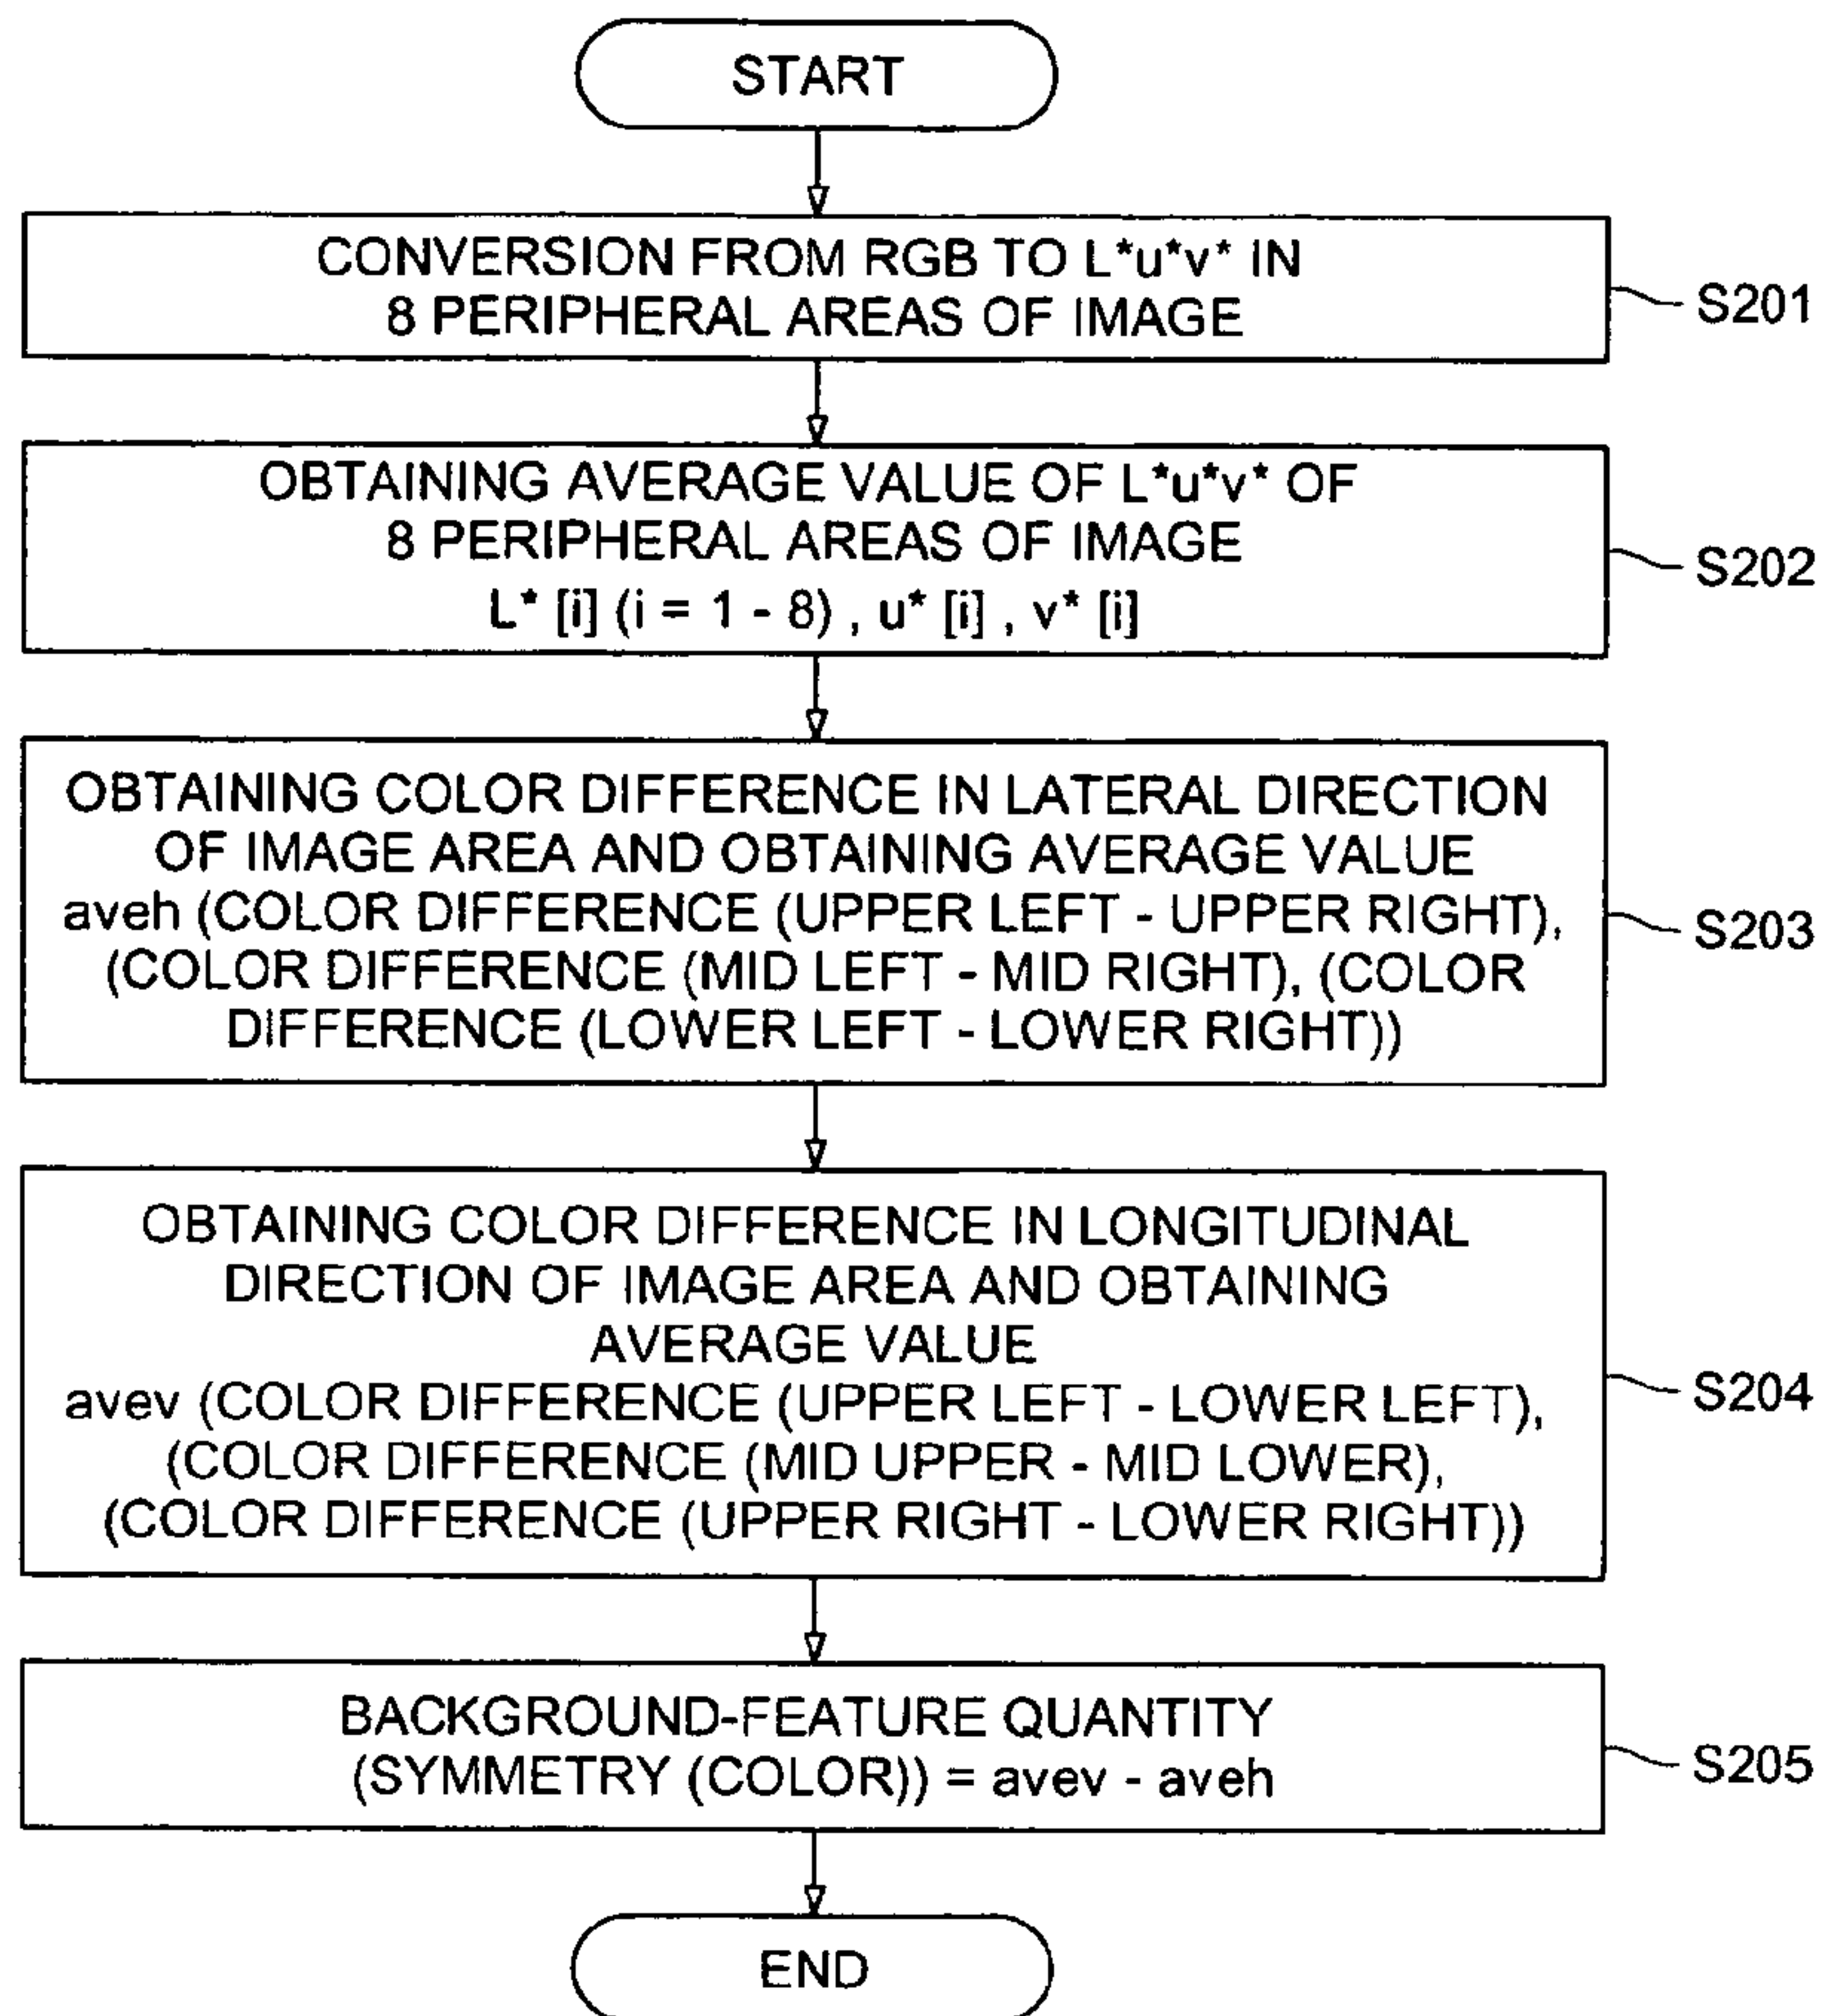 START
CONVERSION FROM RGB TO L*u*v* IN
8 PERIPHERAL AREAS OF IMAGE
S201
OBTAINING AVERAGE VALUE OF L*u*v* OF
8 PERIPHERAL AREAS OF IMAGE
L* [i] (i = 1 - 8) , u* [i] , v* [i]
S202
OBTAINING COLOR DIFFERENCE IN LATERAL DIRECTION
OF IMAGE AREA AND OBTAINING AVERAGE VALUE
aveh (COLOR DIFFERENCE (UPPER LEFT - UPPER RIGHT),
(COLOR DIFFERENCE (MID LEFT - MID RIGHT), (COLOR
DIFFERENCE (LOWER LEFT - LOWER RIGHT))
S203
OBTAINING COLOR DIFFERENCE IN LONGITUDINAL
DIRECTION OF IMAGE AREA AND OBTAINING
AVERAGE VALUE
avev (COLOR DIFFERENCE (UPPER LEFT - LOWER LEFT),
(COLOR DIFFERENCE (MID UPPER - MID LOWER),
(COLOR DIFFERENCE (UPPER RIGHT - LOWER RIGHT))
S204
BACKGROUND-FEATURE QUANTITY
(SYMMETRY (COLOR)) = avev - aveh
S205
END